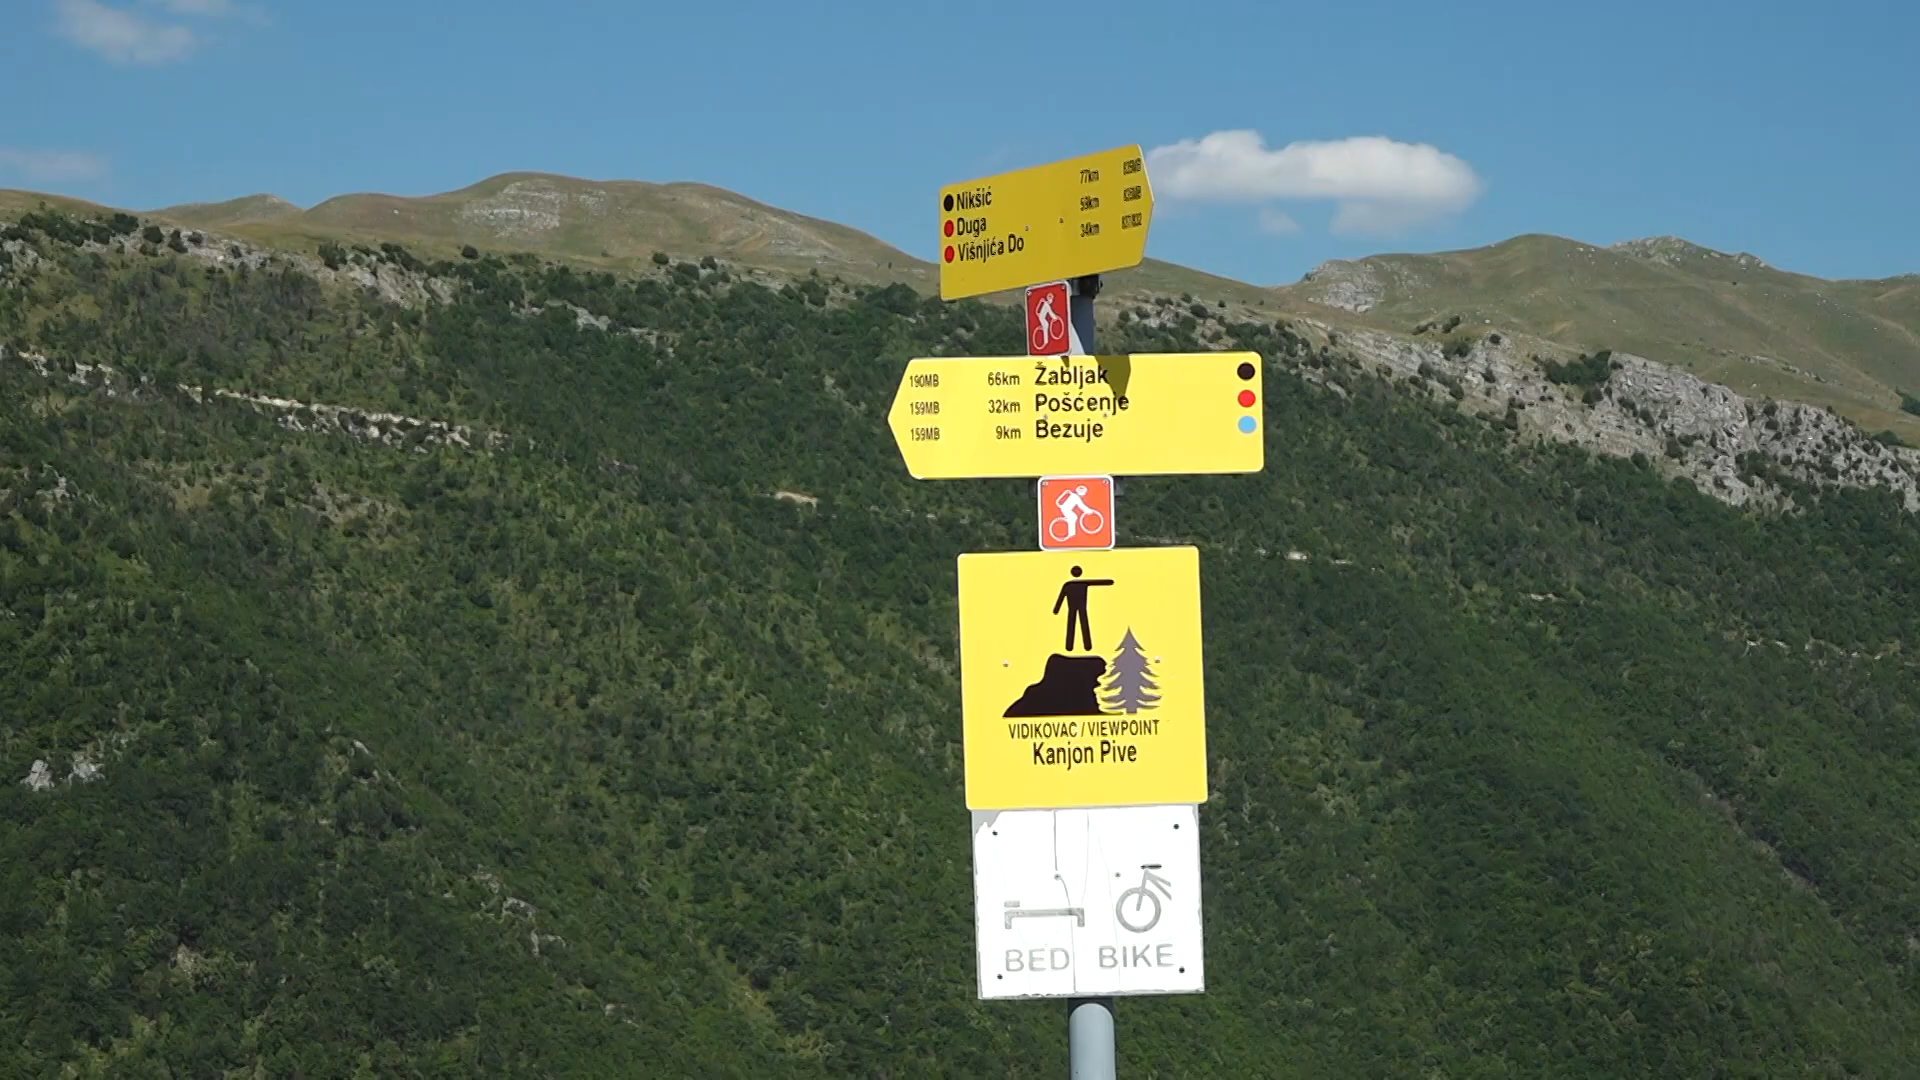 Nikšić 77km
Duga 59km
Višnjića Do 34km
190MB 66km Žabljak
159MB 32km Pošćenje
159MB 9km Bezuje
VIDIKOVAC / VIEWPOINT
Kanjon Pive
BED BIKE